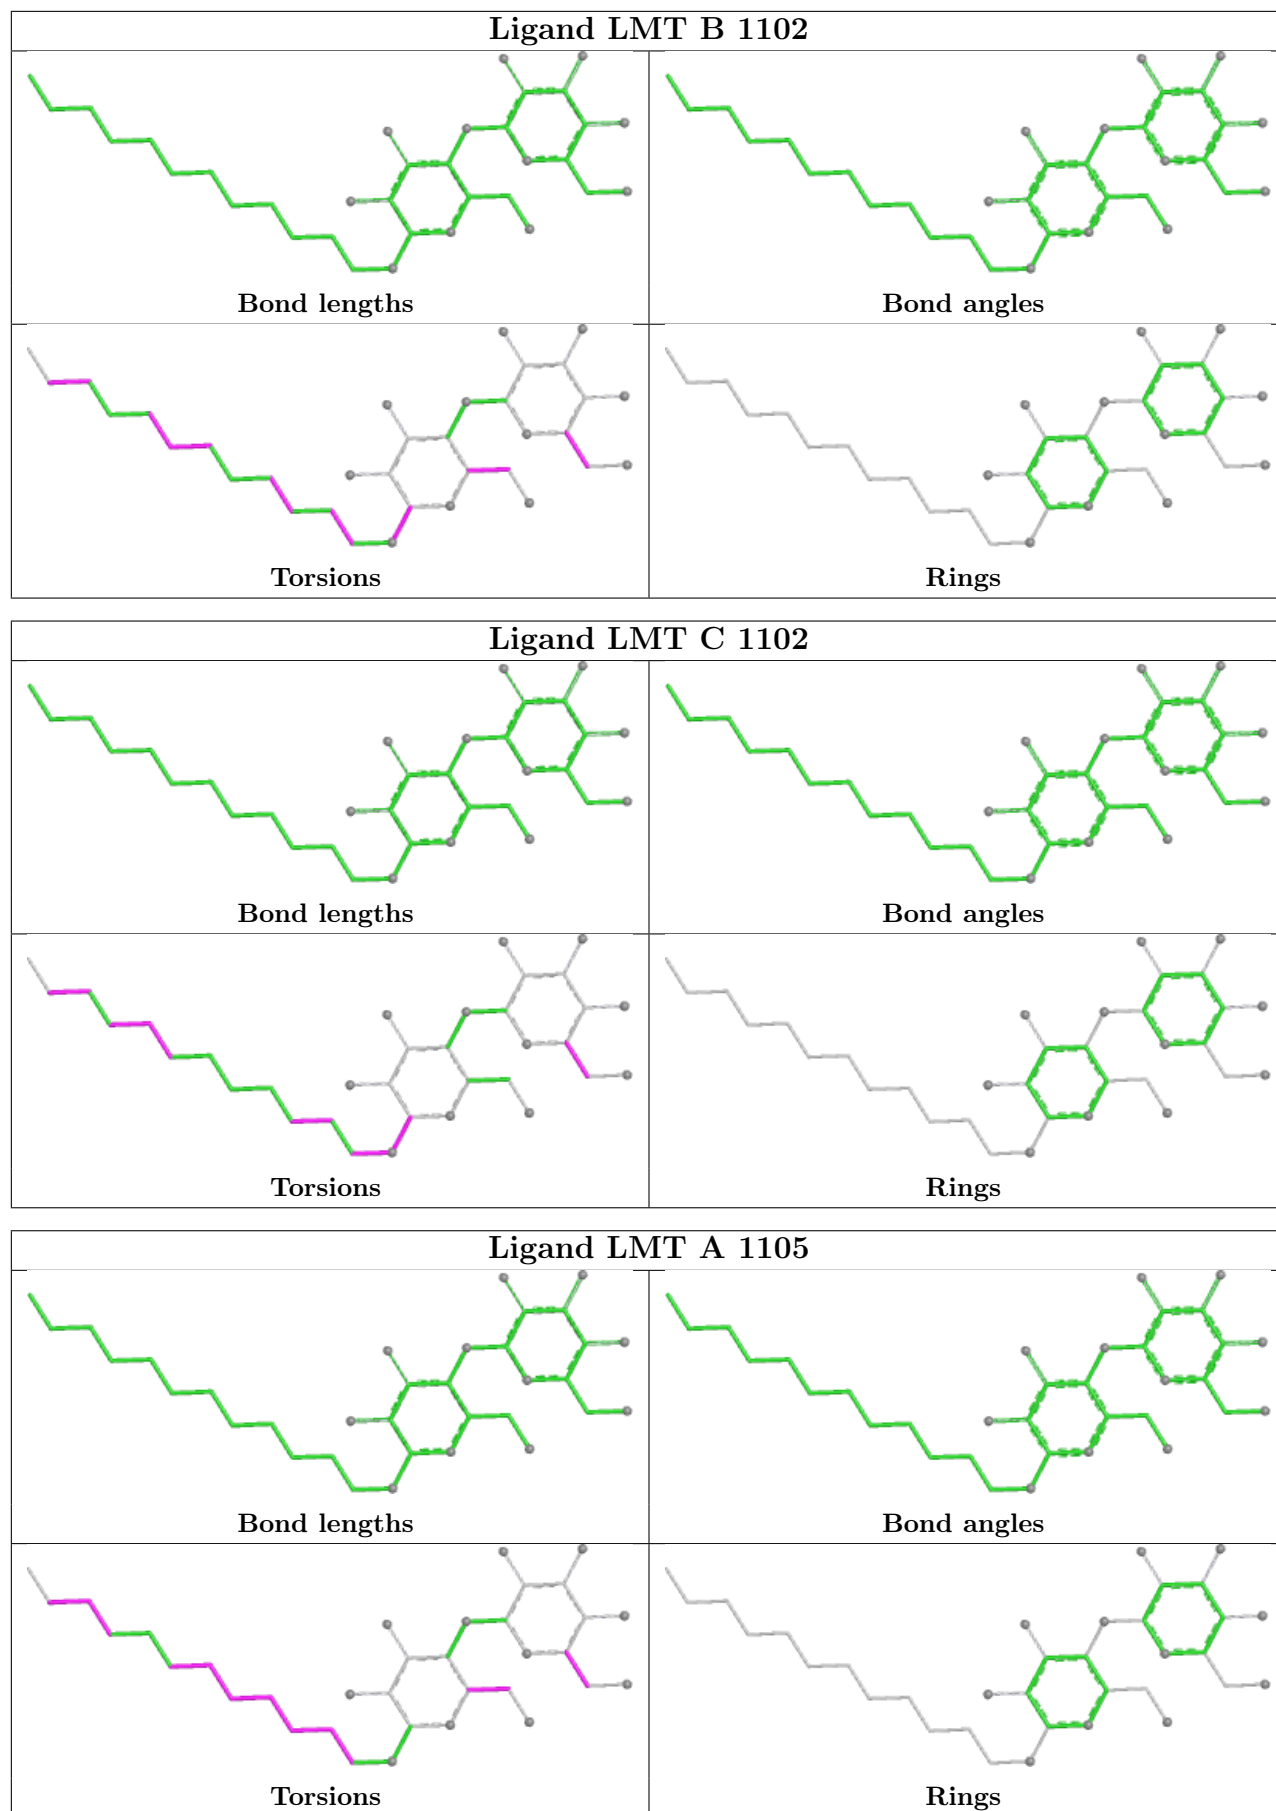 Ligand LMT B 1102
Bond lengths
Bond angles
Torsions
Rings
Ligand LMT C 1102
Bond lengths
Bond angles
Torsions
Rings
Ligand LMT A 1105
Bond lengths
Bond angles
Torsions
Rings